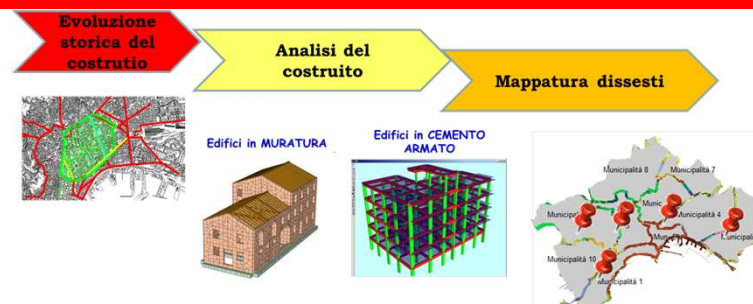 Evoluzione
storica del
costrutio
Analisi del
costruito
Mappatura dissesti
Edifici in MURATURA
Edifici in CEMENTO
ARMATO
Municipalità 8
Municipalità 7
Municipalità 4
Municipalità 10
Municipalità 1